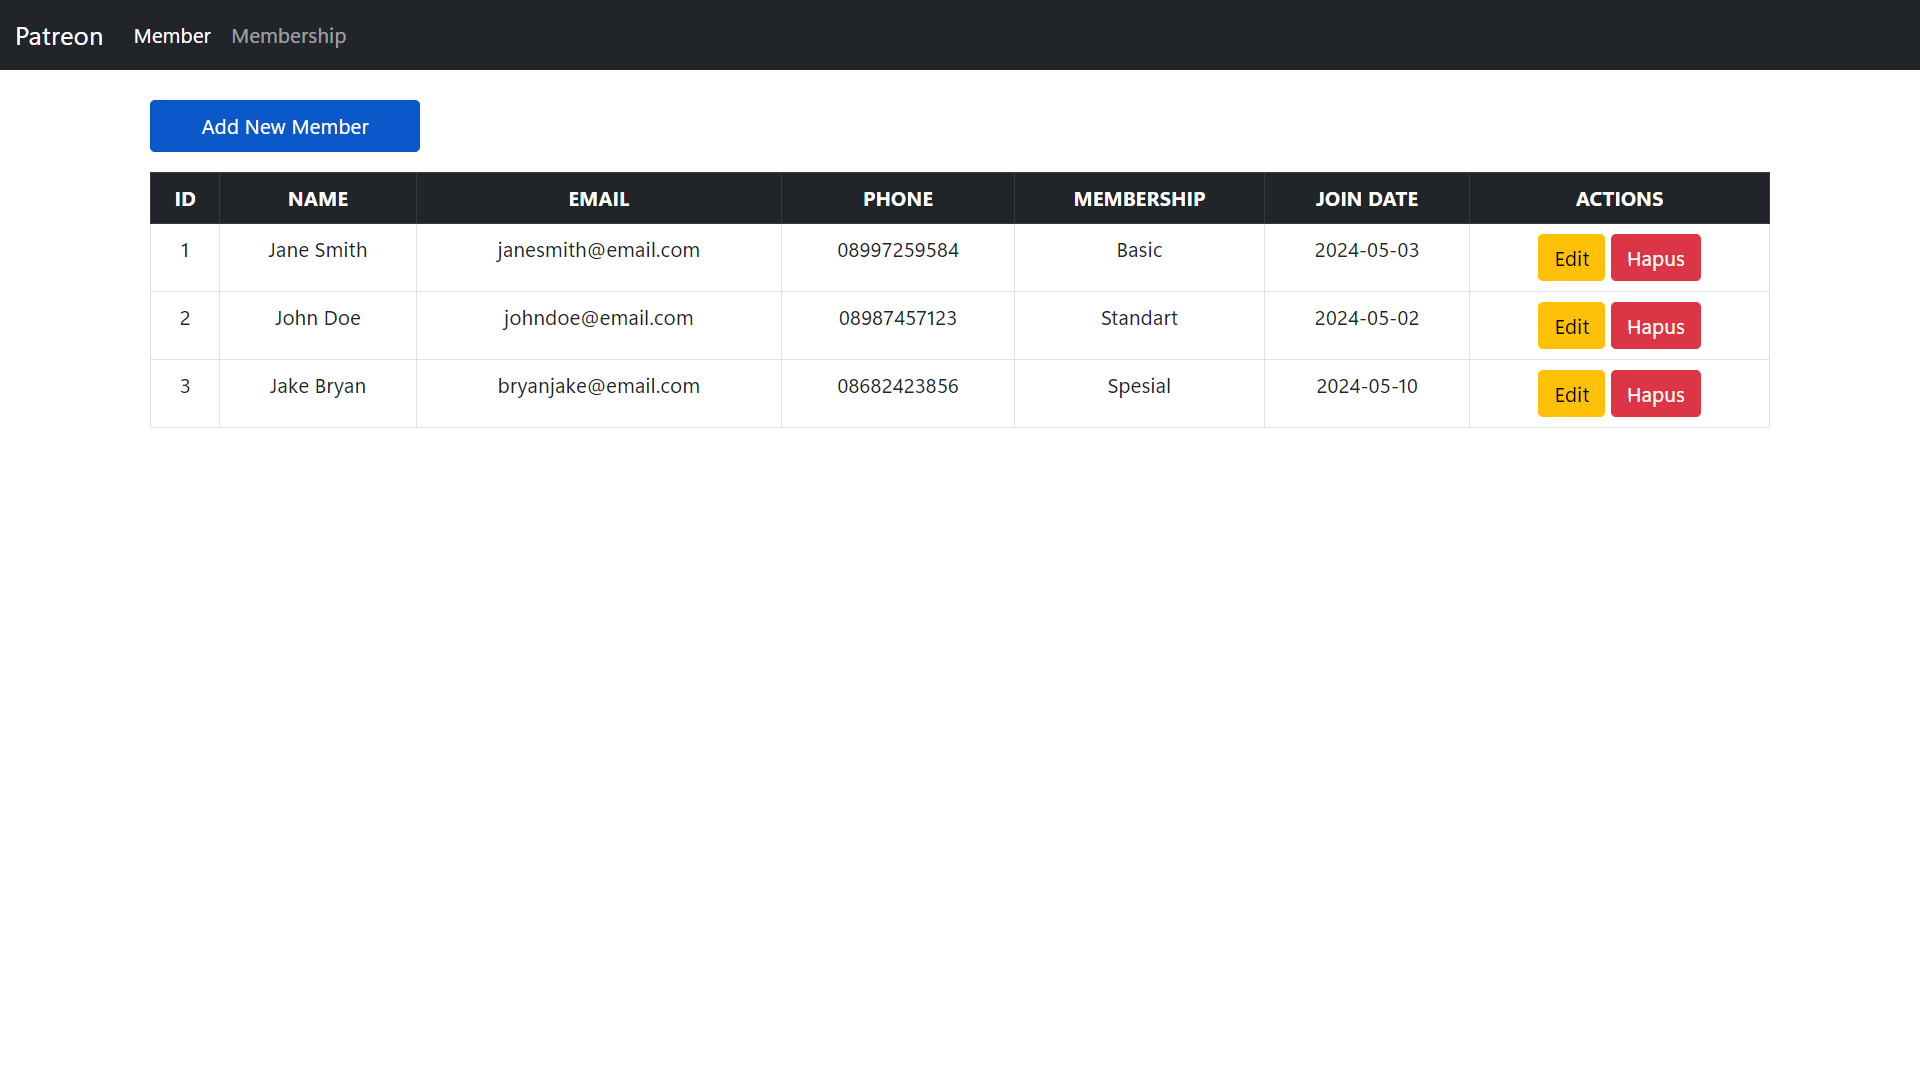 Patreon Member Membership
Add New Member
ID NAME EMAIL PHONE MEMBERSHIP JOIN DATE ACTIONS
1 Jane Smith janesmith@email.com 08997259584 Basic 2024-05-03 Edit Hapus
2 John Doe johndoe@email.com 08987457123 Standart 2024-05-02 Edit Hapus
3 Jake Bryan bryanjake@email.com 08682423856 Spesial 2024-05-10 Edit Hapus